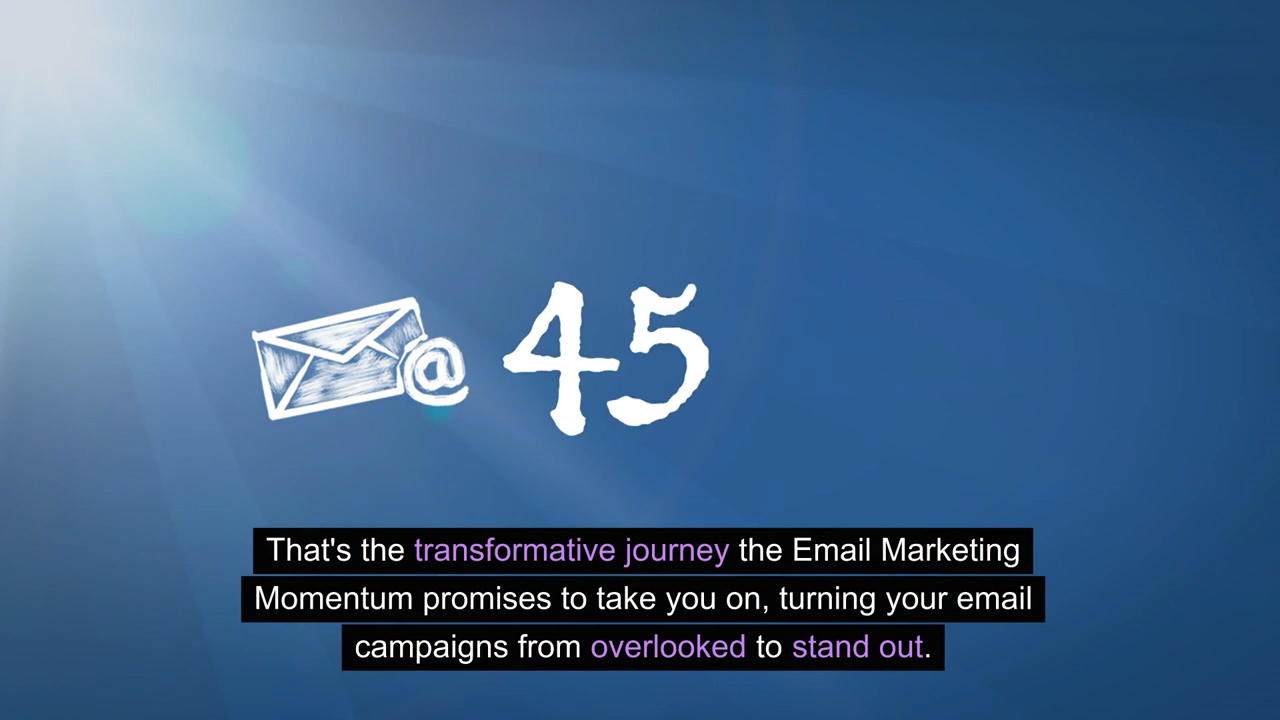 @ 45
That's the transformative journey the Email Marketing
Momentum promises to take you on, turning your email
campaigns from overlooked to stand out.